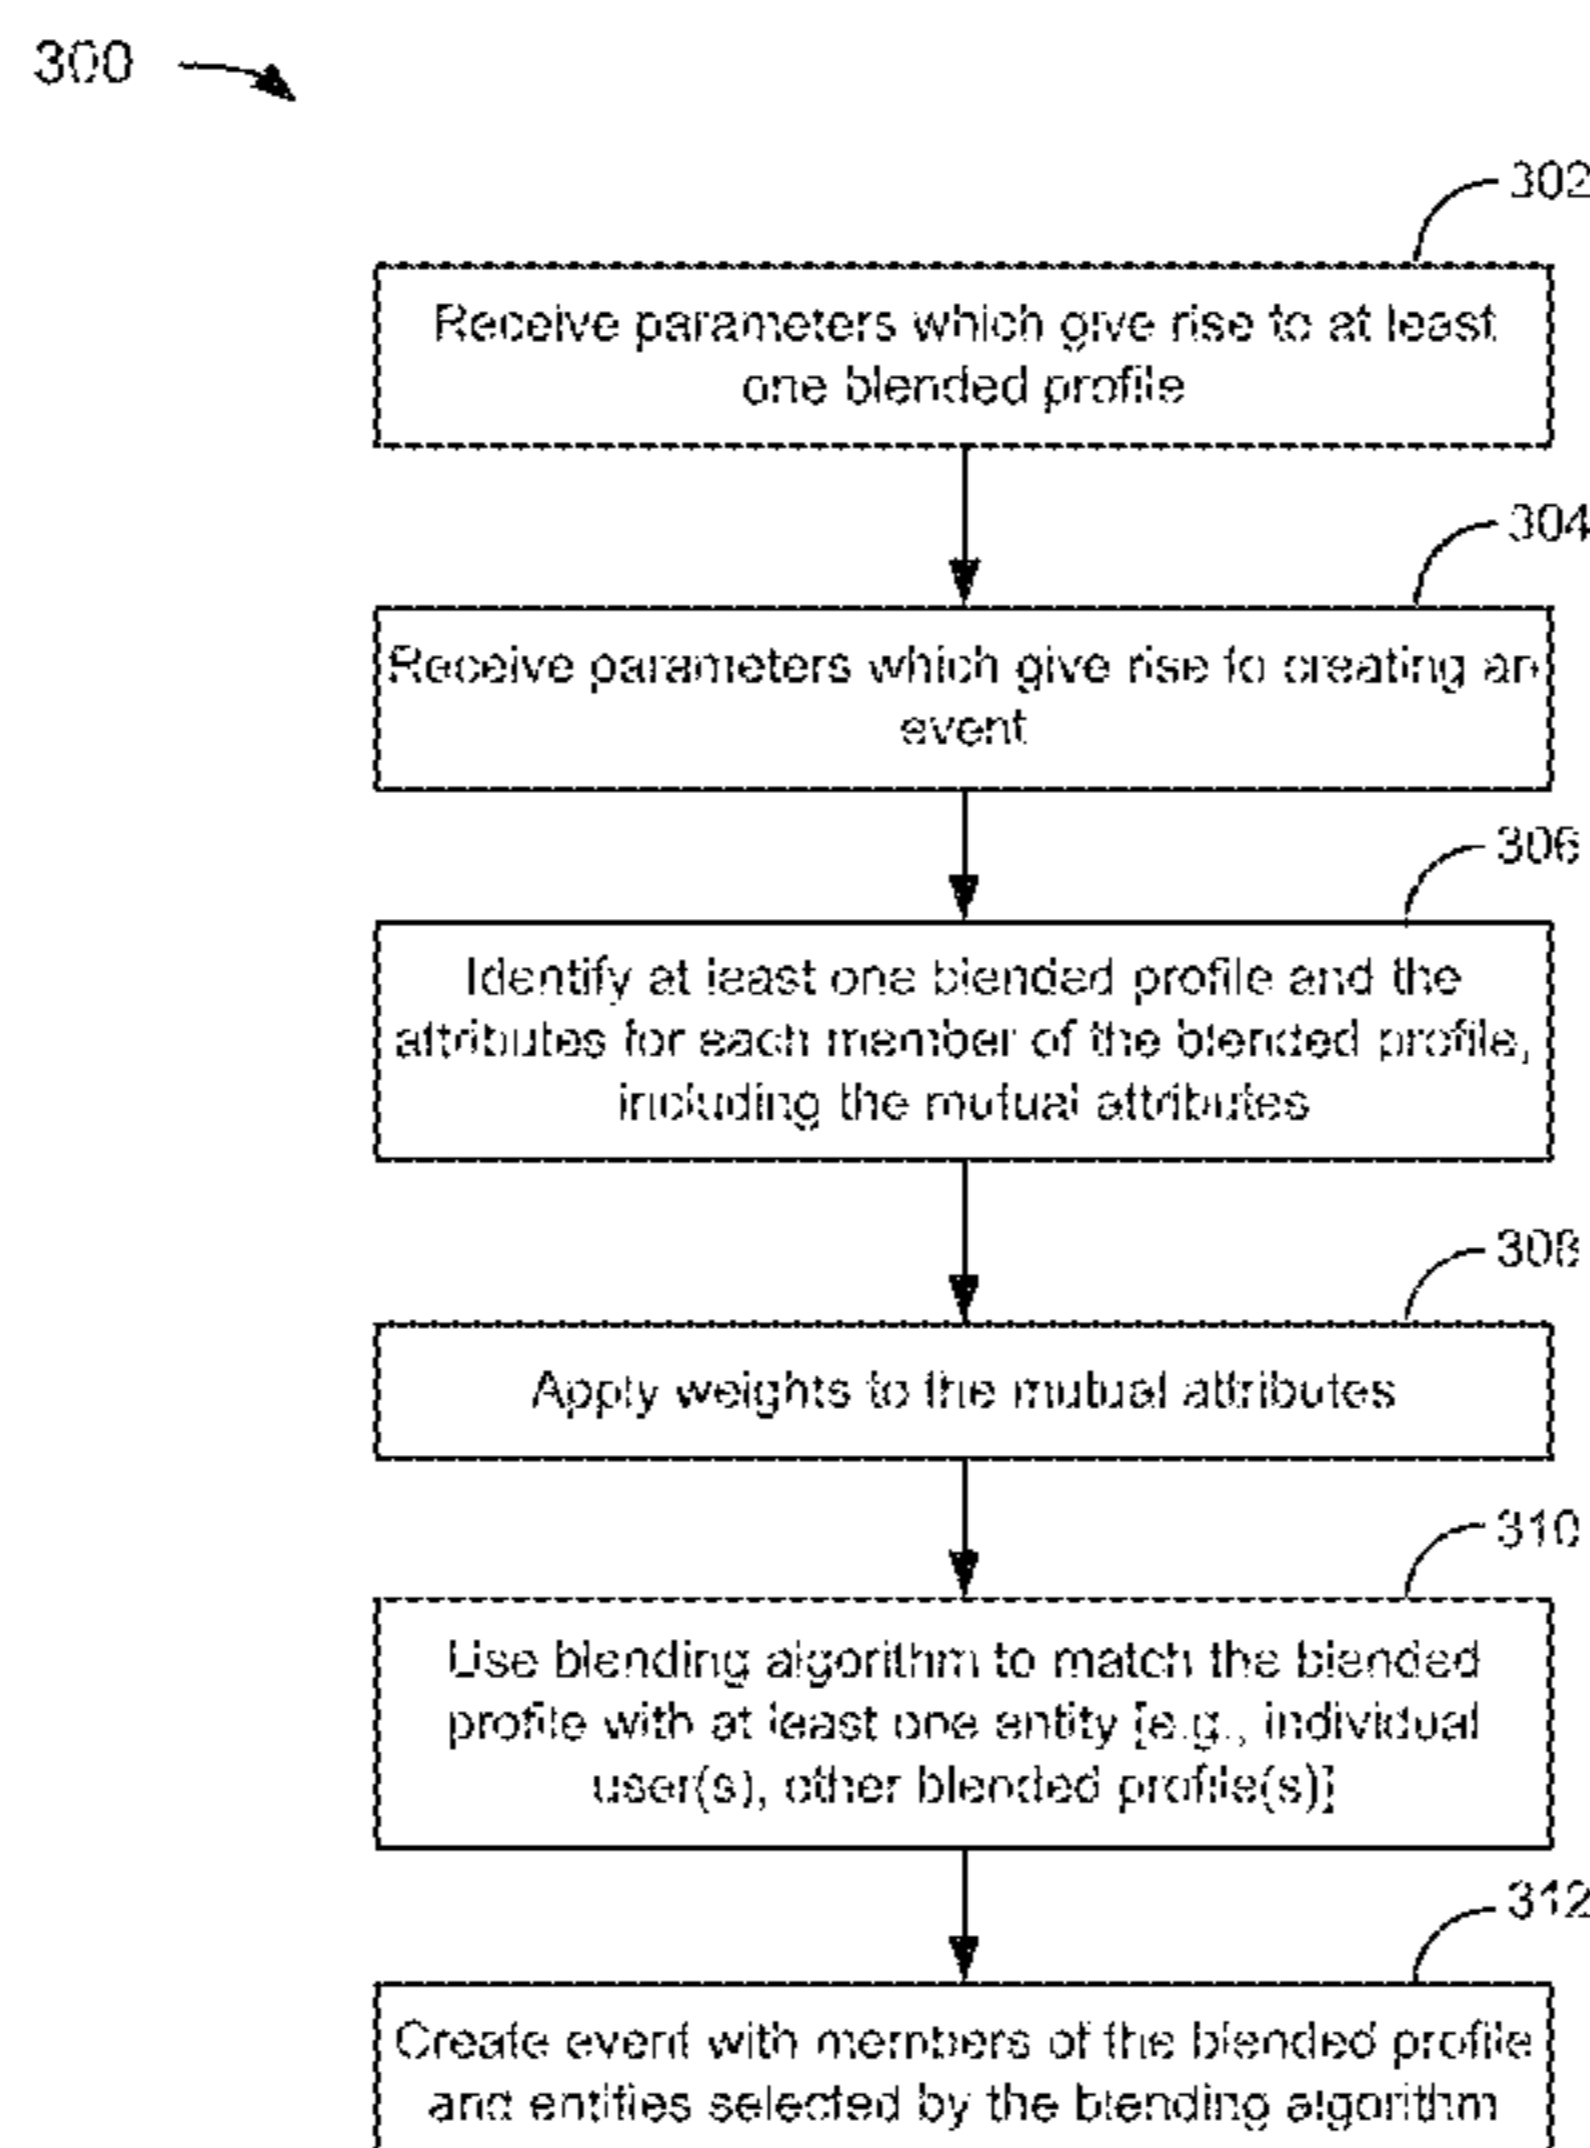 300
302
Receive parameters which give rise to at least
one blended profile
304
Receive parameters which give rise to creating an
event
306
Identify at least one blended profile and the
attributes for each member of the blended profile,
including the mutual attributes
308
Apply weights to the mutual attributes
310
Use blending algorithm to match the blended
profile with at least one entity [e.g., individual
user(s), other blended profile(s)]
312
Create event with members of the blended profile
and entities selected by the blending algorithm